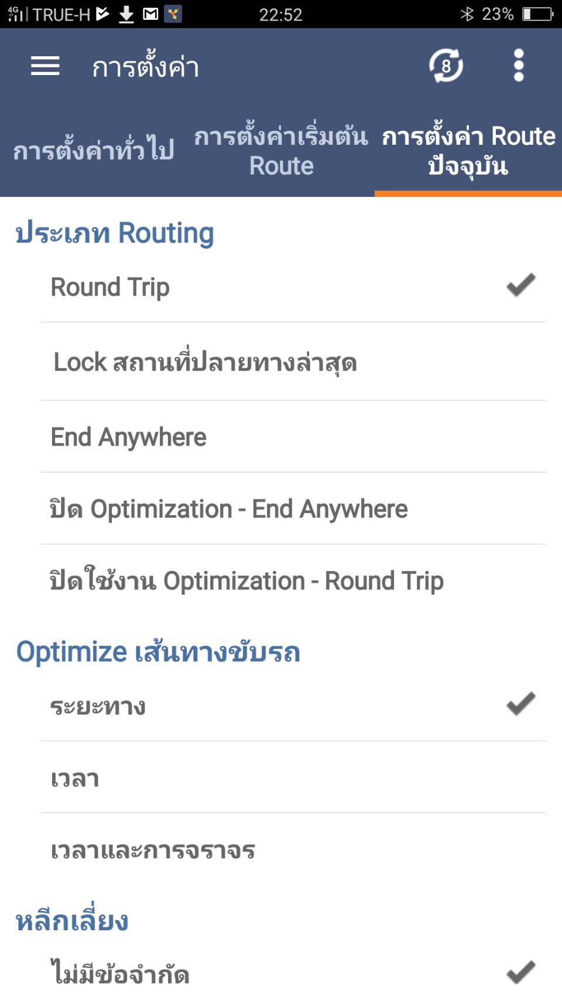 4G TRUE-H 22:52 23%
การตั้งค่า 8
การตั้งค่าทั่วไป
การตั้งค่าเริ่มต้น
Route
การตั้งค่า Route
ปัจจุบัน
ประเภท Routing
Round Trip
Lock สถานที่ปลายทางล่าสุด
End Anywhere
ปิด Optimization - End Anywhere
ปิดใช้งาน Optimization - Round Trip
Optimize เส้นทางขับรถ
ระยะทาง
เวลา
เวลาและการจราจร
หลีกเลี่ยง
ไม่มีข้อจำกัด